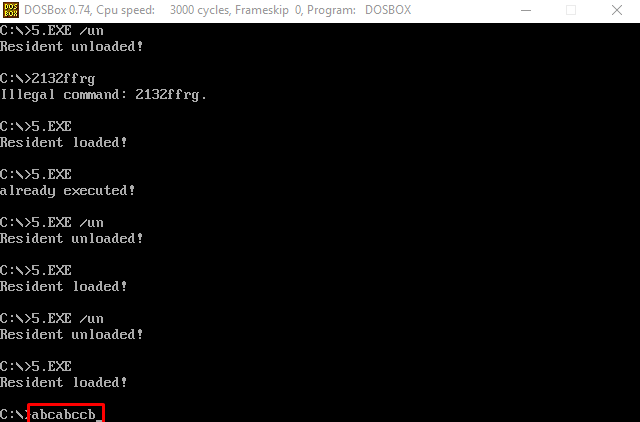 DOSBox 0.74, Cpu speed: 3000 cycles, Frameskip 0, Program: DOSBOX
C:\>5.EXE /un
Resident unloaded!
C:\>2132ffrg
Illegal command: 2132ffrg.
C:\>5.EXE
Resident loaded!
C:\>5.EXE
already executed!
C:\>5.EXE /un
Resident unloaded!
C:\>5.EXE
Resident loaded!
C:\>5.EXE /un
Resident unloaded!
C:\>5.EXE
Resident loaded!
C:\>abcabccb_